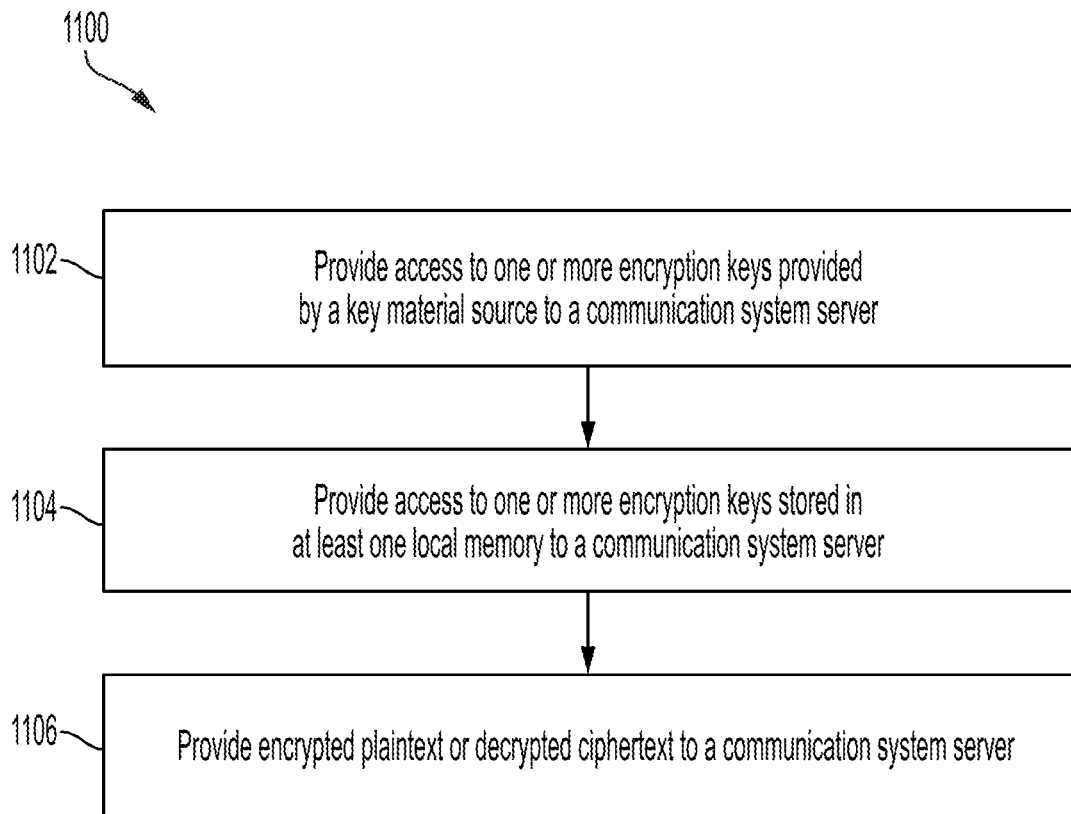 1100
1102
Provide access to one or more encryption keys provided
by a key material source to a communication system server
1104
Provide access to one or more encryption keys stored in
at least one local memory to a communication system server
1106
Provide encrypted plaintext or decrypted ciphertext to a communication system server